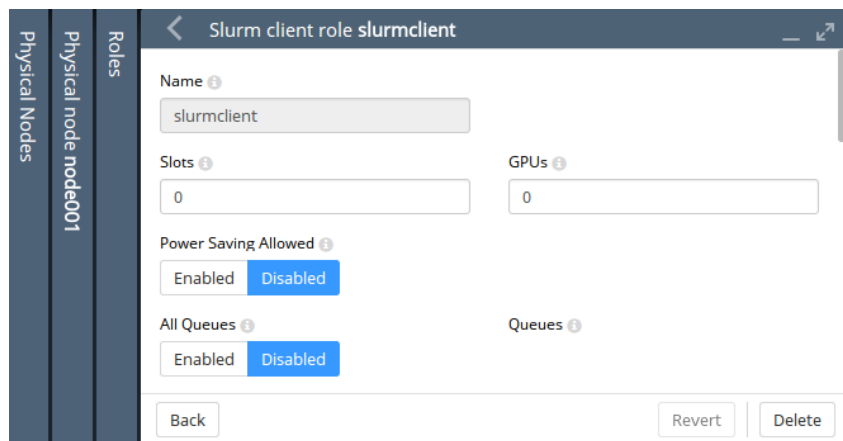 Physical Nodes
Physical node node001
Roles
Slurm client role slurmclient
Name
slurmclient
Slots
GPUs
0
0
Power Saving Allowed
Enabled Disabled
All Queues
Queues
Enabled Disabled
Back
Revert
Delete